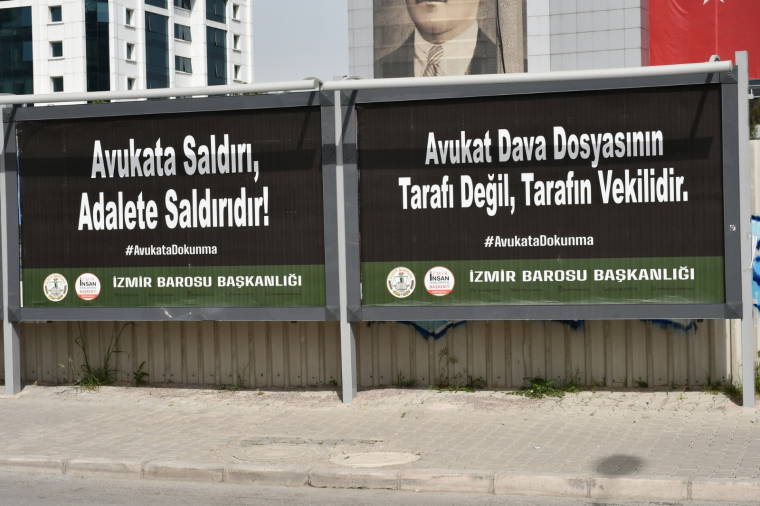 Avukata Saldırı,
Adalete Saldırıdır!
#AvukataDokunma
İZMİR BAROSU BAŞKANLIĞI
Avukat Dava Dosyasının
Tarafı Değil, Tarafın Vekilidir.
#AvukataDokunma
İZMİR BAROSU BAŞKANLIĞI